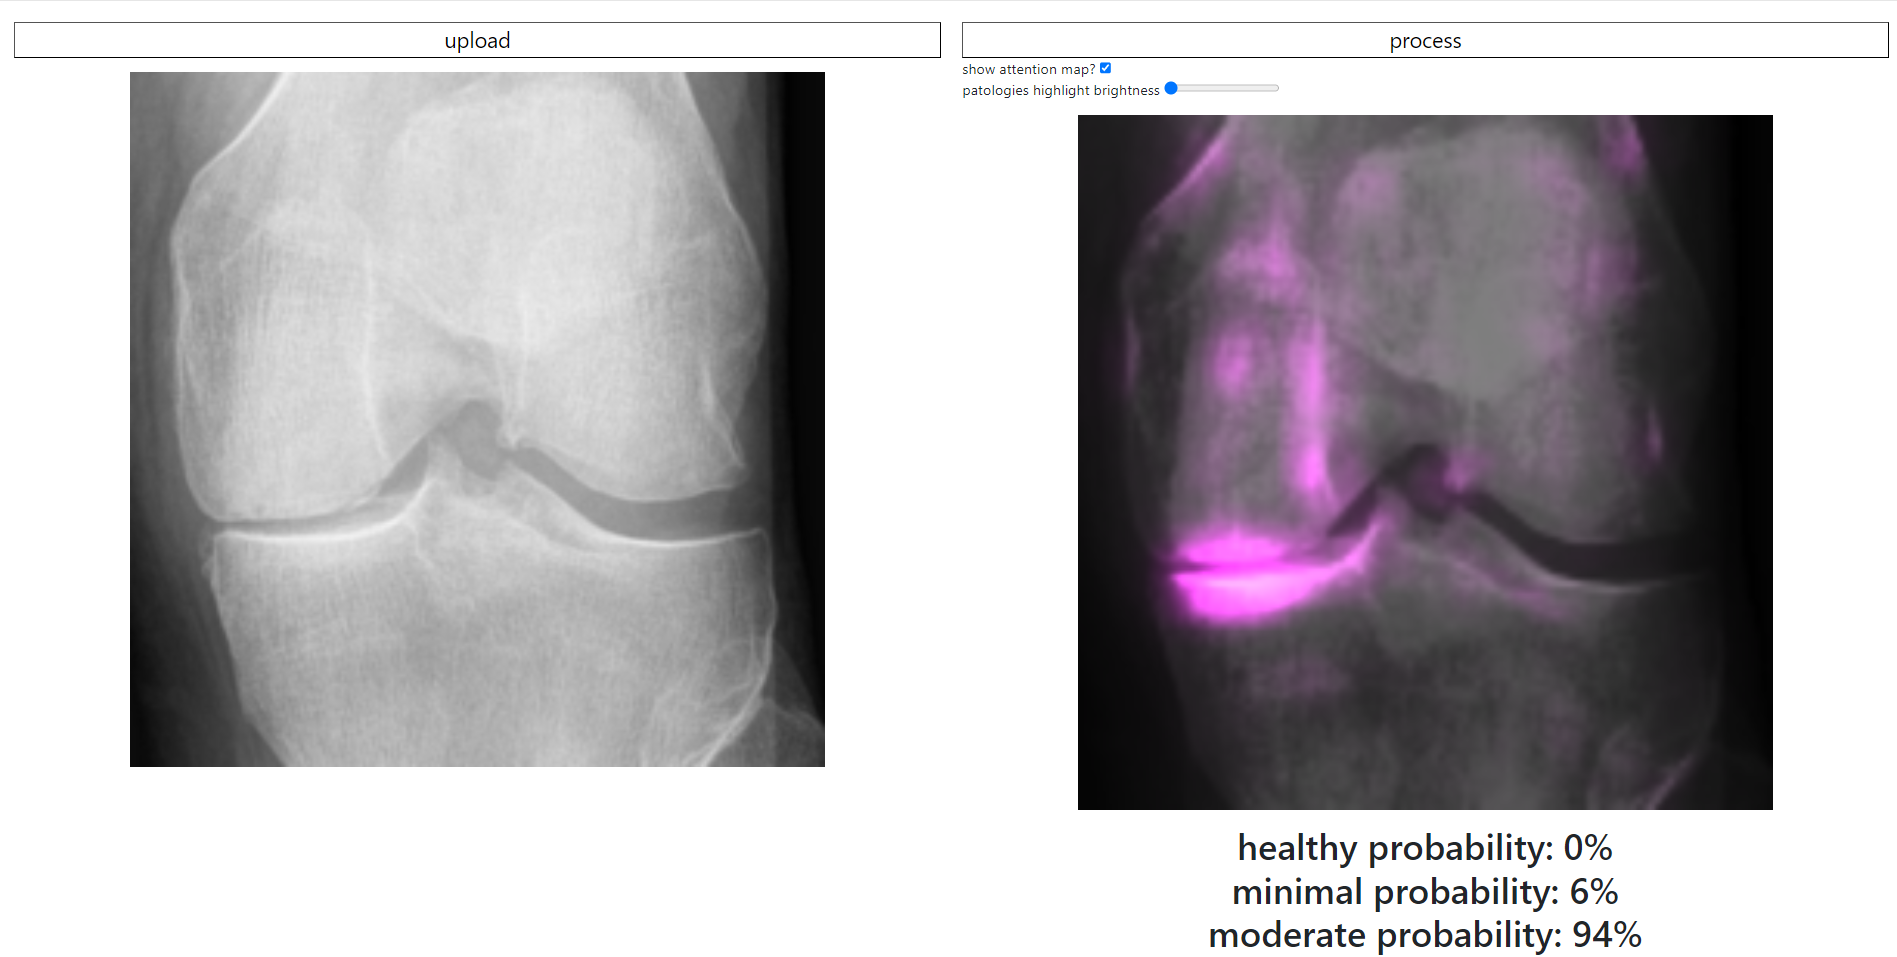 upload
process
show attention map?
patologies highlight brightness
healthy probability: 0%
minimal probability: 6%
moderate probability: 94%